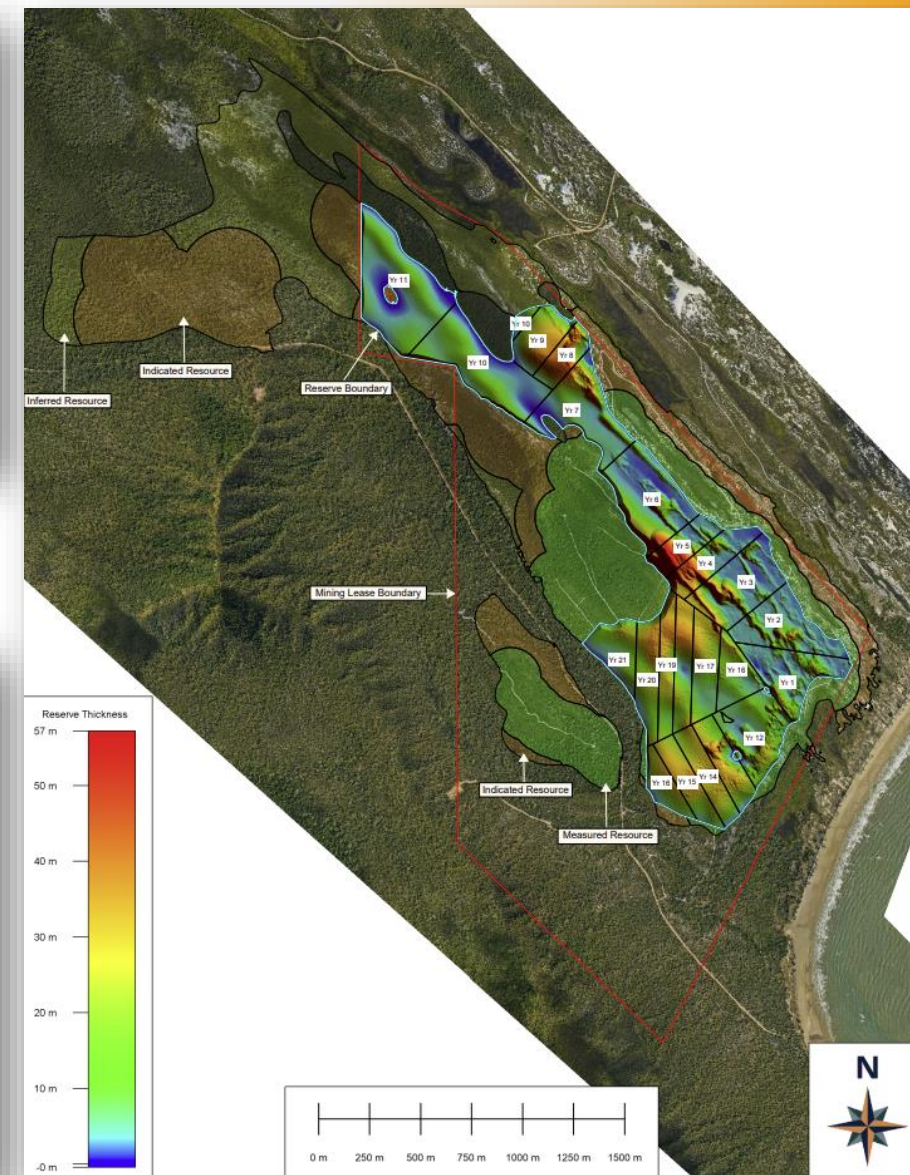 Yr 11
Yr 10
Yr 9
Yr 8
Yr 10
Indicated Resource
Reserve Boundary
Inferred Resource
Yr 7
Yr 6
Yr 5
Yr 4
Yr 3
Mining Lease Boundary
Yr 2
Yr 21
Yr 20
Yr 19
Yr 17
Yr 16
Yr 1
Yr 12
Yr 16
Yr 15
Yr 14
Indicated Resource
Measured Resource
Reserve Thickness
57 m
50 m
40 m
30 m
20 m
10 m
-0 m
N
0 m 250 m 500 m 750 m 1000 m 1250 m 1500 m